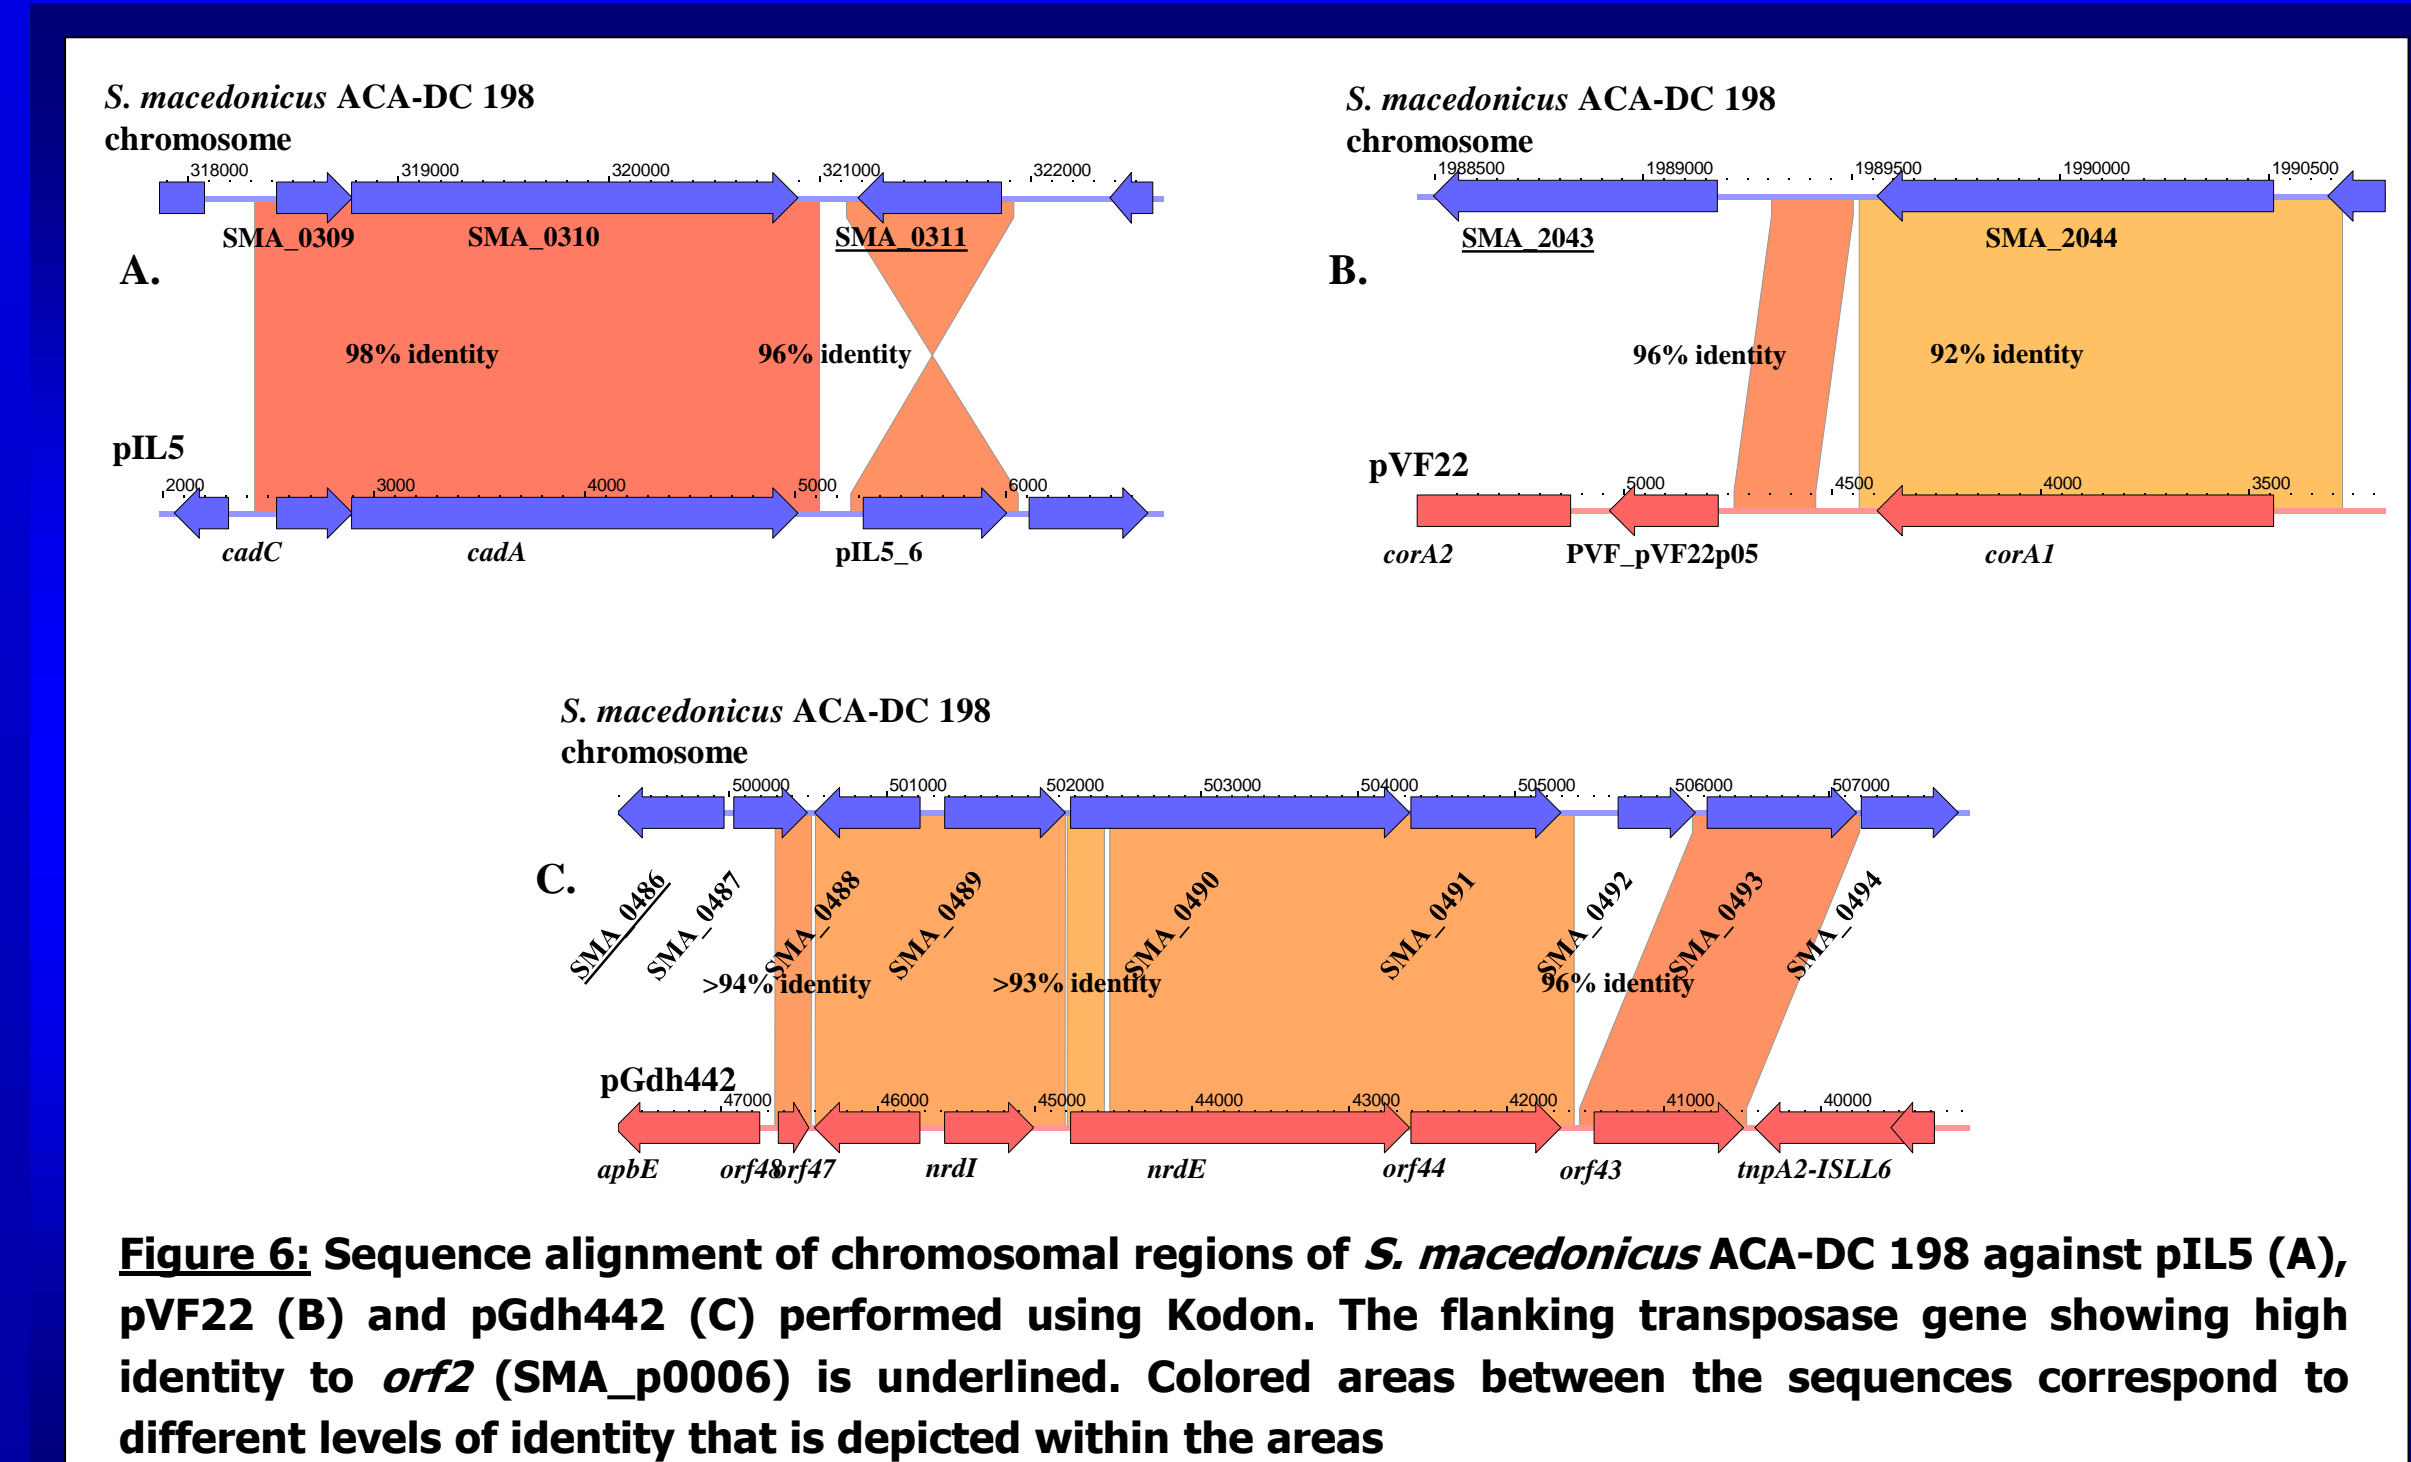 S. macedonicus ACA-DC 198
chromosome
318000 319000 320000 321000 322000
SMA_0309 SMA_0310 SMA_0311
A.
98% identity 96% identity
pIL5
2000 3000 4000 5000 6000
cadC cadA pIL5_6
S. macedonicus ACA-DC 198
chromosome
1988500 1989000 1989500 1990000 1990500
SMA_2043 SMA_2044
B.
96% identity 92% identity
pVF22
5000 4500 4000 3500
corA2 PVF_pVF22p05 corA1
S. macedonicus ACA-DC 198
chromosome
500000 501000 502000 503000 504000 505000 506000 507000
C.
SMA_0486 SMA_0487 SMA_0488 SMA_0489 SMA_0490 SMA_0491 SMA_0492 SMA_0493 SMA_0494
>94% identity >93% identity 96% identity
pGdh442
47000 46000 45000 44000 43000 42000 41000 40000
apbE orf48 orf47 nrdI nrdE orf44 orf43 tnpA2-ISLL6
Figure 6: Sequence alignment of chromosomal regions of S. macedonicus ACA-DC 198 against pIL5 (A),
pVF22 (B) and pGdh442 (C) performed using Kodon. The flanking transposase gene showing high
identity to orf2 (SMA_p0006) is underlined. Colored areas between the sequences correspond to
different levels of identity that is depicted within the areas